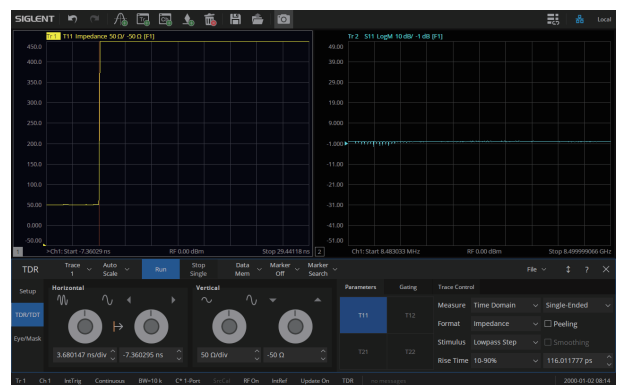 SIGLENT
Local
Tr 1 T11 Impedance 50 Ω/ -50 Ω [F1]
450.0
400.0
350.0
300.0
250.0
200.0
150.0
100.0
50.00
0.000
-50.00
1 >Ch1: Start -7.36029 ns RF 0.00 dBm Stop 29.44118 ns
Tr 2 S11 LogM 10 dB/ -1 dB [F1]
49.00
39.00
29.00
19.00
9.000
-1.000
-11.00
-21.00
-31.00
-41.00
-51.00
2 Ch1: Start 8.483033 MHz RF 0.00 dBm Stop 8.499999066 GHz
TDR Trace 1 Auto Scale Run Stop Single Data Mem Marker Off Marker Search File ? ×
Setup
TDR/TDT
Eye/Mask
Horizontal
3.680147 ns/div -7.360295 ns
Vertical
50 Ω/div -50 Ω
Parameters Gating Trace Control
T11 T12
T21 T22
Measure Time Domain Single-Ended
Format Impedance Peeling
Stimulus Lowpass Step Smoothing
Rise Time 10-90% 116.011777 ps
Tr 1 Ch 1 IntTrig Continuous BW=10 k C* 1-Port IncCal RF On IntRef Update On TDR no messages 2000-01-02 08:14